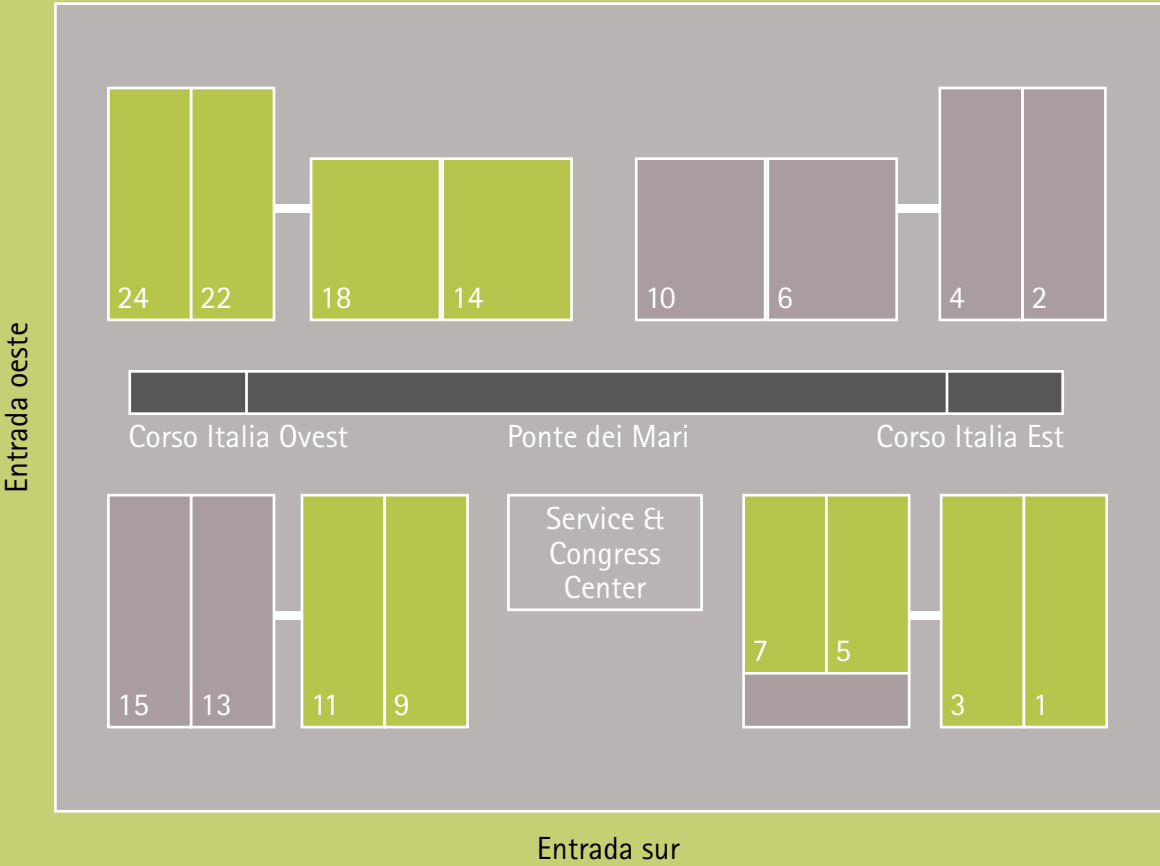 24 22 18 14 10 6 4 2
Entrada oeste
Corso Italia Ovest Ponte dei Mari Corso Italia Est
Service &
Congress
Center
7 5
15 13 11 9 3 1
Entrada sur